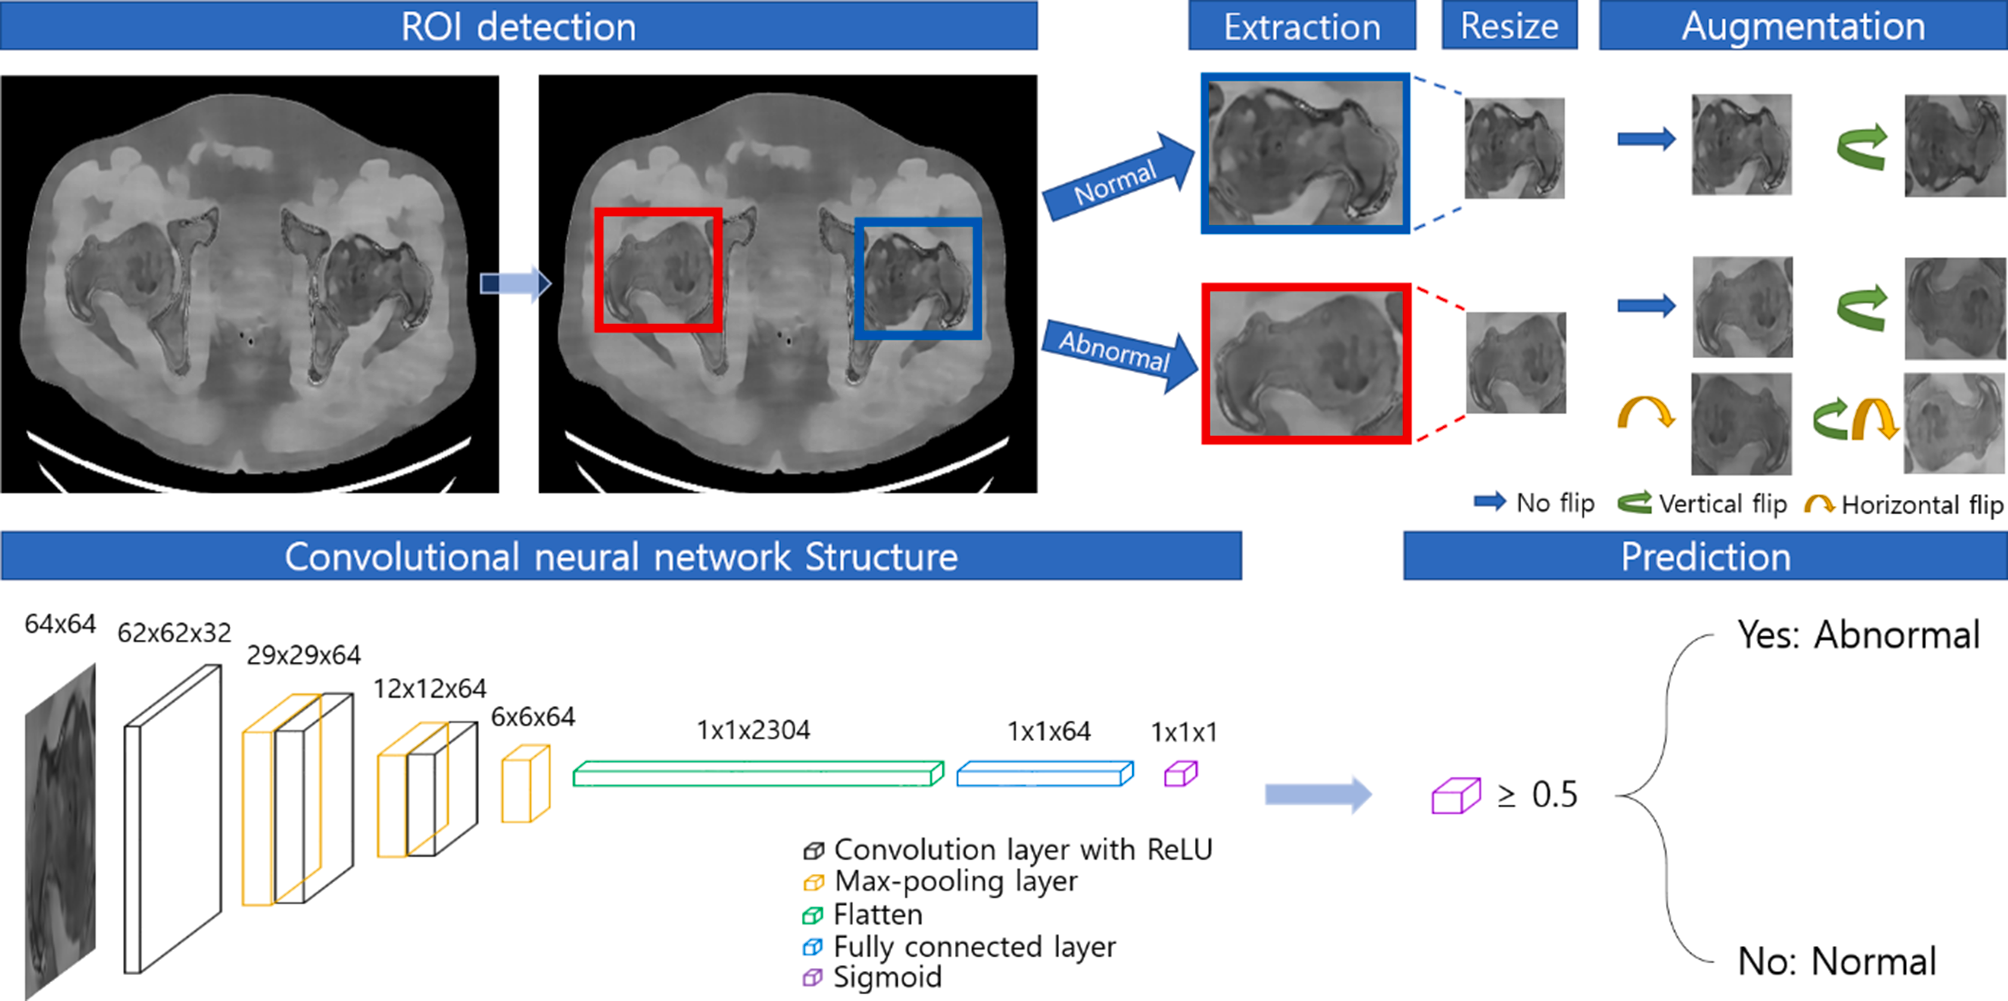 ROI detection
Extraction
Resize
Augmentation
Normal
Abnormal
No flip
Vertical flip
Horizontal flip
Convolutional neural network Structure
Prediction
64x64
62x62x32
29x29x64
12x12x64
6x6x64
1x1x2304
1x1x64
1x1x1
Convolution layer with ReLU
Max-pooling layer
Flatten
Fully connected layer
Sigmoid
≥ 0.5
Yes: Abnormal
No: Normal